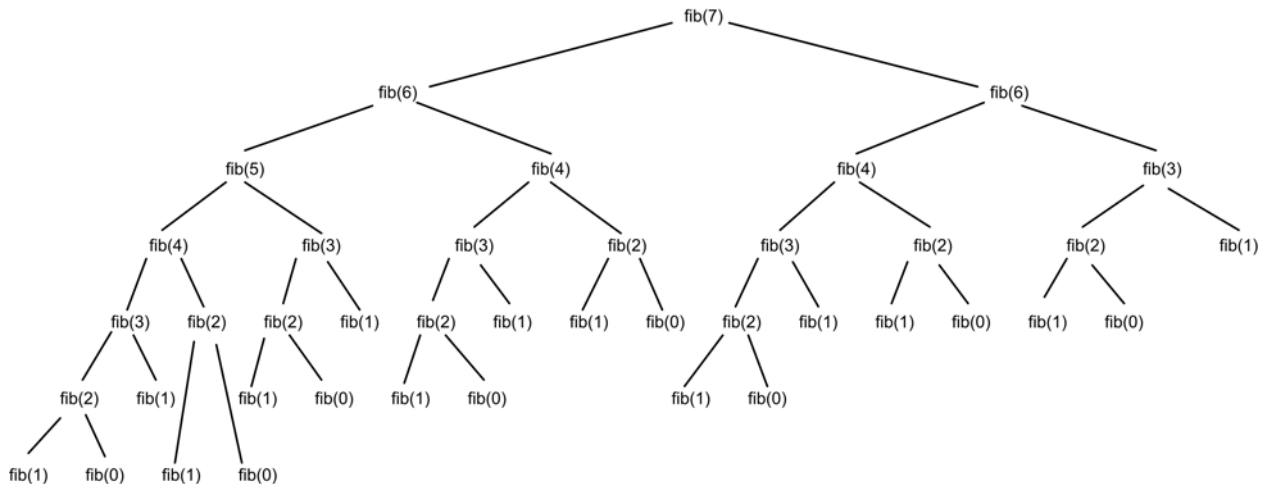 fib(7)
fib(6) fib(6)
fib(5) fib(4) fib(4) fib(3)
fib(4) fib(3) fib(3) fib(2) fib(3) fib(2) fib(2) fib(1)
fib(3) fib(2) fib(2) fib(1) fib(2) fib(1) fib(1) fib(0) fib(2) fib(1) fib(1) fib(0) fib(1) fib(0)
fib(2) fib(1) fib(1) fib(0) fib(1) fib(0) fib(1) fib(0)
fib(1) fib(0) fib(1) fib(0)